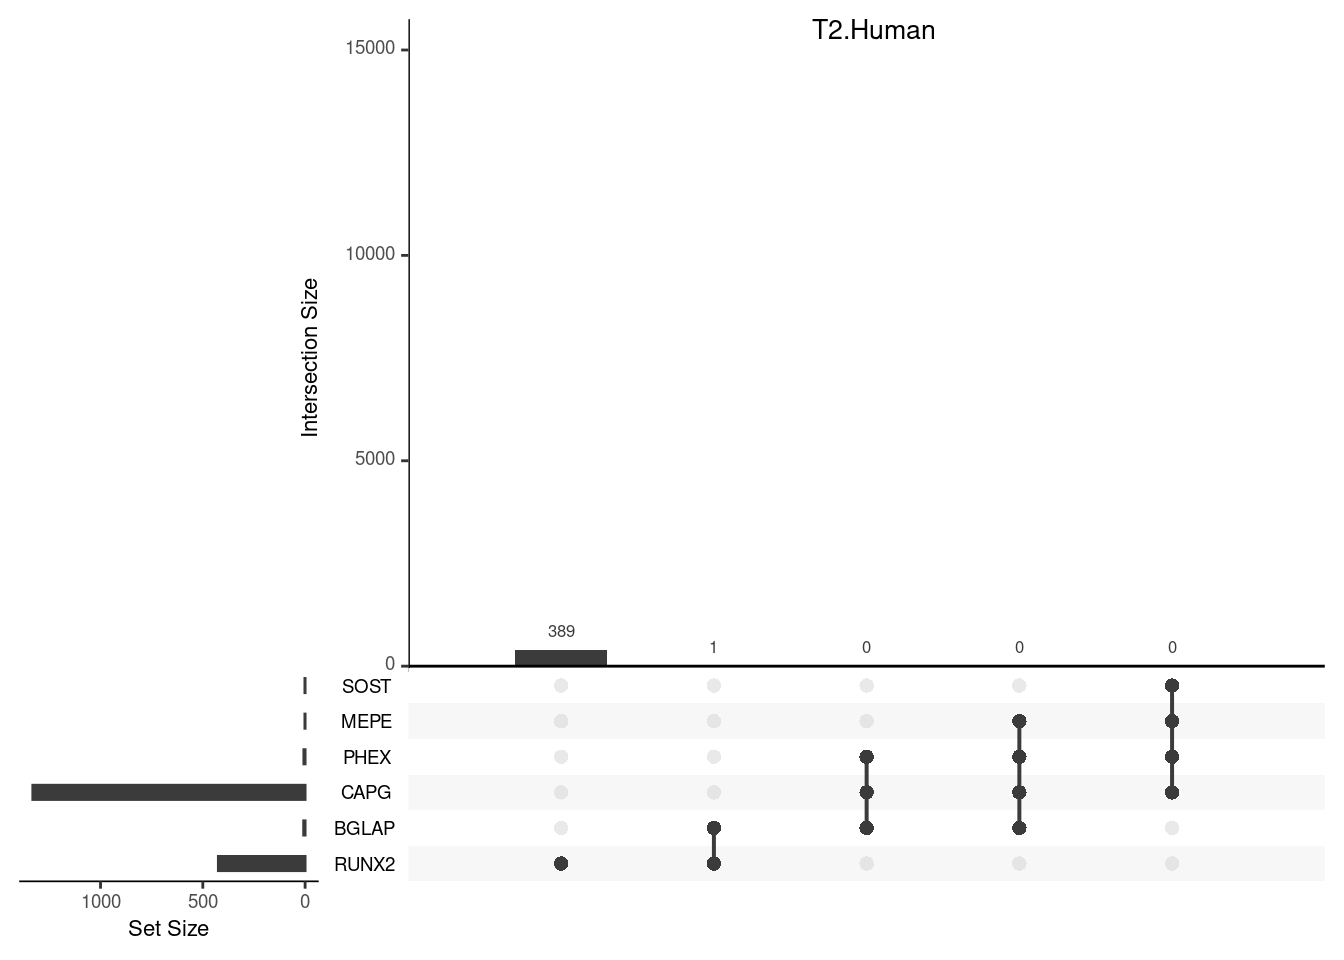 T2.Human
15000
10000
5000
0
Intersection Size
389
1
0
0
0
SOST
MEPE
PHEX
CAPG
BGLAP
RUNX2
1000
500
0
Set Size